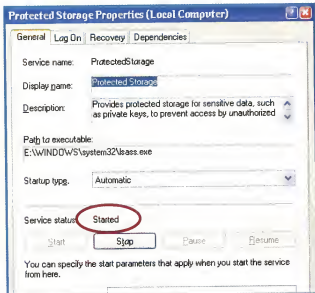 Protected Storage Properties (Local Computer)
General Log On Recovery Dependencies
Service name: ProtectedStorage
Display name: Protected Storage
Description: Provides protected storage for sensitive data, such
as private keys, to prevent access by unauthorized
Path to executable:
E:\WINDOWS\system32\lsass.exe
Startup type: Automatic
Service status: Started
Start Stop Pause Resume
You can specify the start parameters that apply when you start the service
from here.